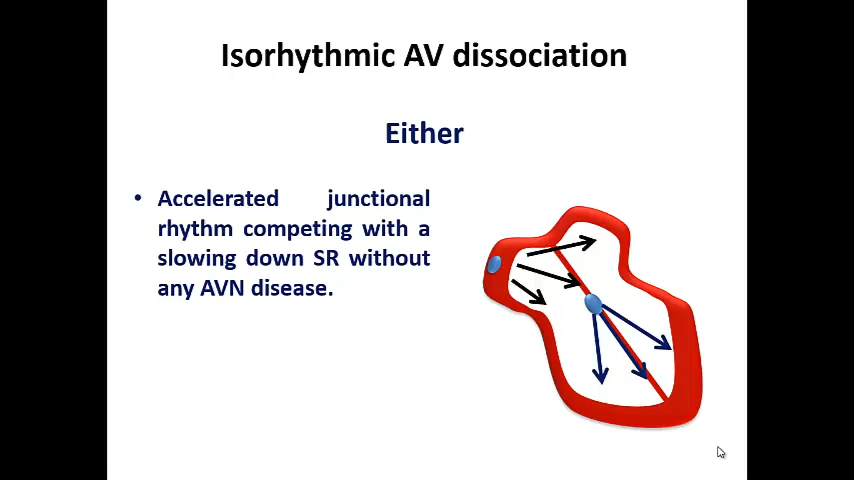 Isorhythmic AV dissociation
Either
• Accelerated junctional
rhythm competing with a
slowing down SR without
any AVN disease.